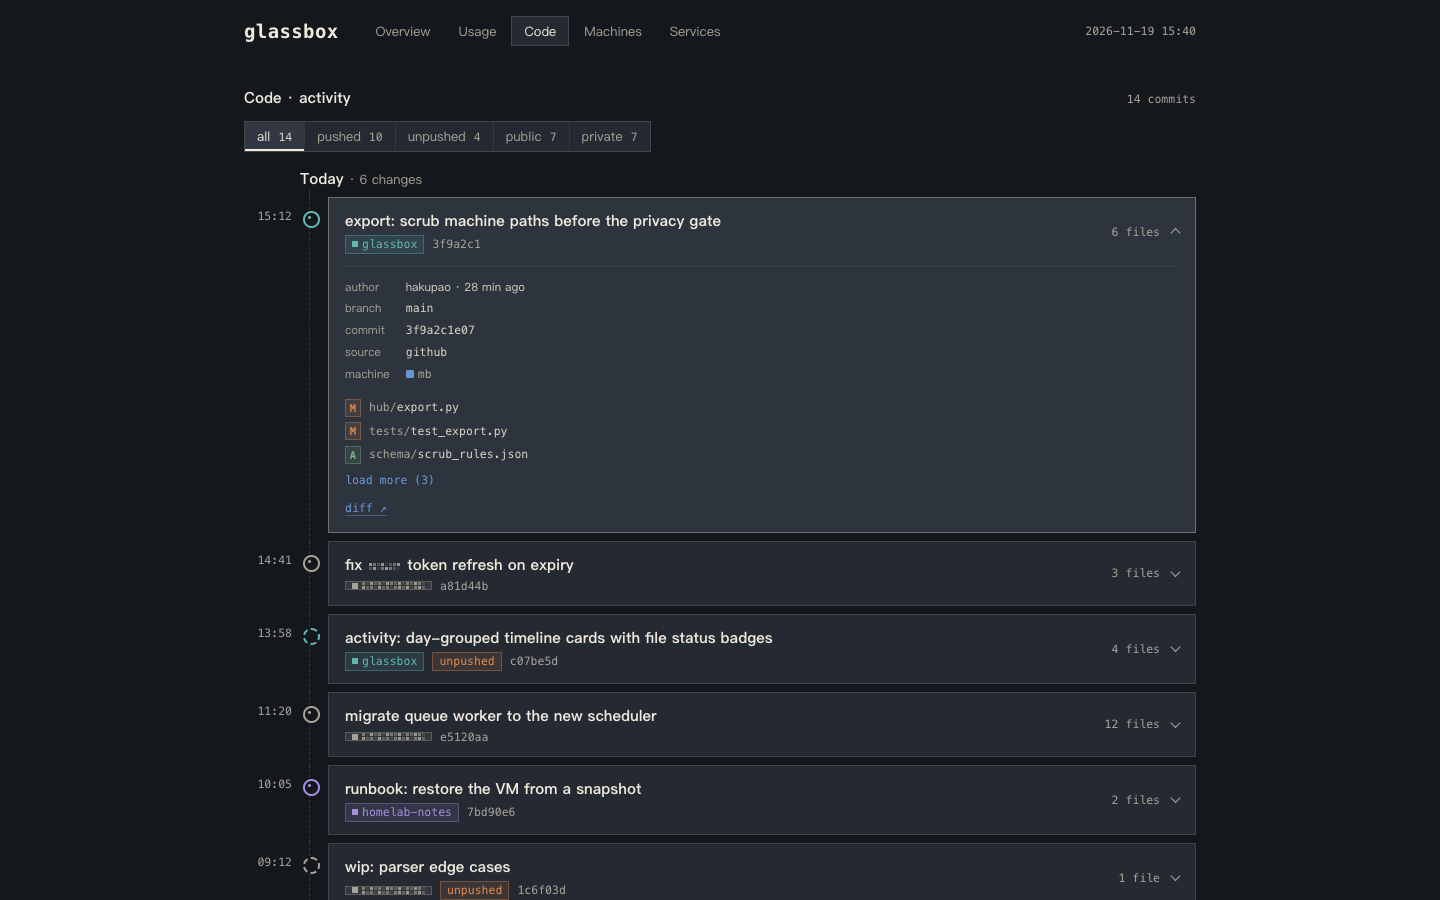 glassbox Overview Usage Code Machines Services 2026-11-19 15:40
Code · activity 14 commits
all 14 pushed 10 unpushed 4 public 7 private 7
Today · 6 changes
15:12 export: scrub machine paths before the privacy gate
glassbox 3f9a2c1 6 files
author hakupao · 28 min ago
branch main
commit 3f9a2c1e07
source github
machine mb
M hub/export.py
M tests/test_export.py
A schema/scrub_rules.json
load more (3)
diff ↗
14:41 fix token refresh on expiry
a81d44b 3 files
13:58 activity: day-grouped timeline cards with file status badges
glassbox unpushed c07be5d 4 files
11:20 migrate queue worker to the new scheduler
e5120aa 12 files
10:05 runbook: restore the VM from a snapshot
homelab-notes 7bd90e6 2 files
09:12 wip: parser edge cases
unpushed 1c6f03d 1 file